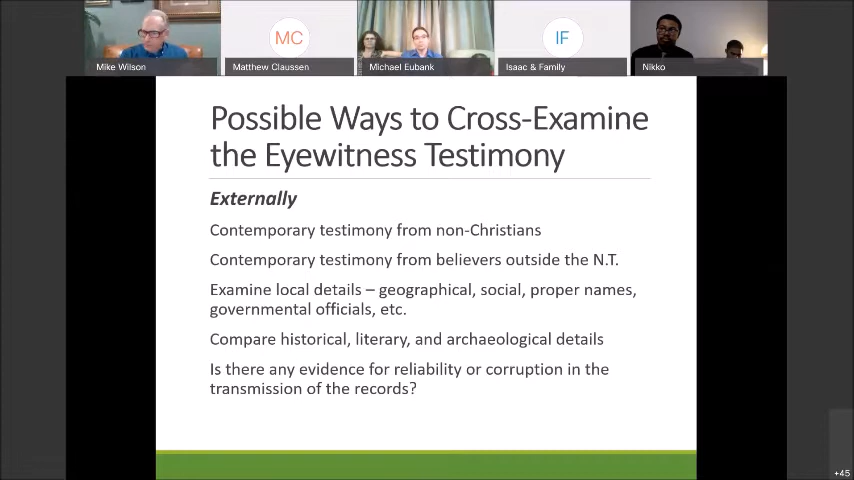 MC
IF
Mike Wilson
Matthew Claussen
Michael Eubank
Isaac & Family
Nikko
Possible Ways to Cross-Examine
the Eyewitness Testimony
Externally
Contemporary testimony from non-Christians
Contemporary testimony from believers outside the N.T.
Examine local details – geographical, social, proper names,
governmental officials, etc.
Compare historical, literary, and archaeological details
Is there any evidence for reliability or corruption in the
transmission of the records?
+45